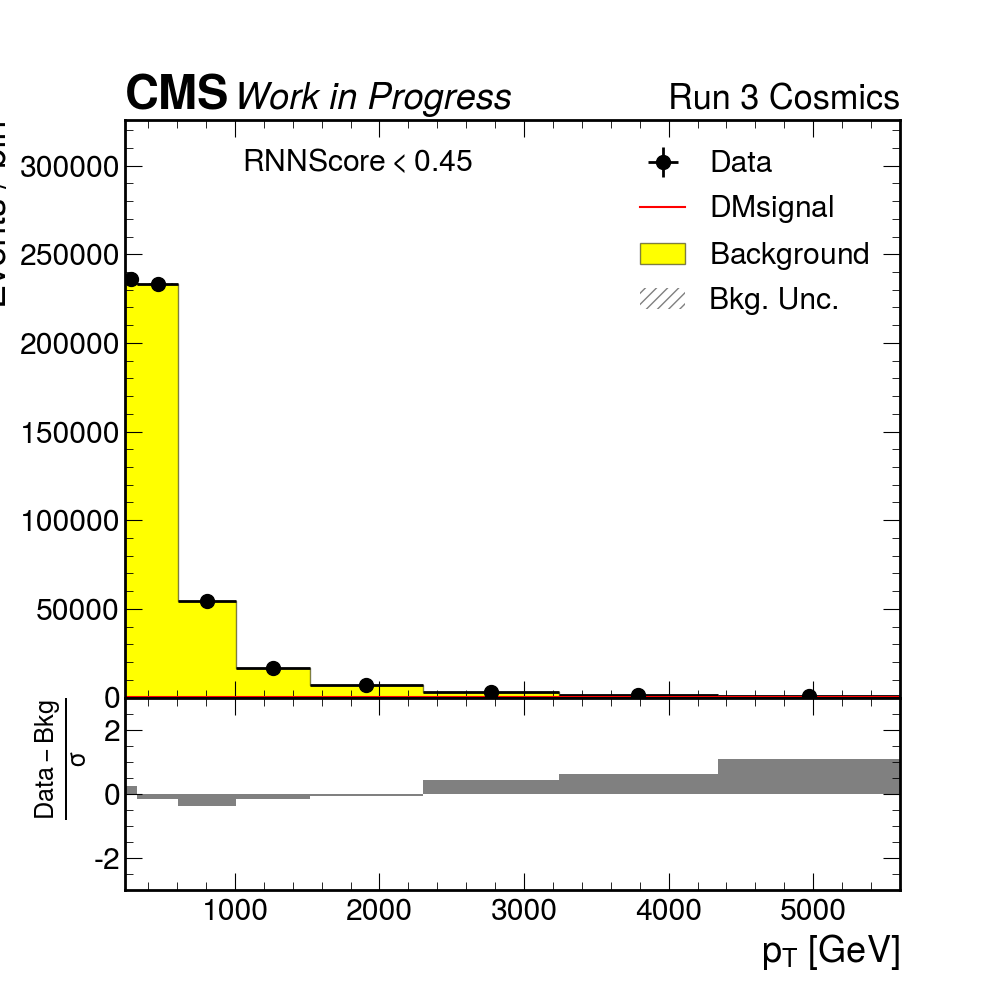 CMS Work in Progress Run 3 Cosmics
RNNScore < 0.45
Data
DMsignal
Background
Bkg. Unc.
300000
250000
200000
150000
100000
50000
0
Data – Bkg
σ
2
0
-2
1000 2000 3000 4000 5000
pT [GeV]